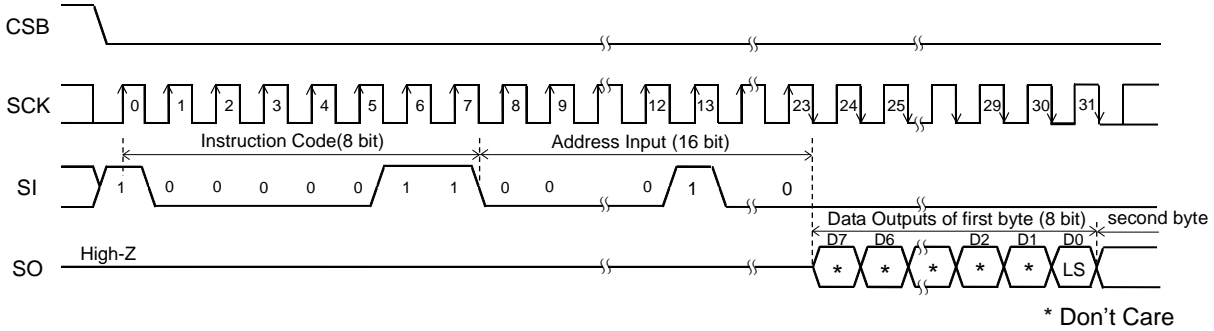 CSB
SCK 0 1 2 3 4 5 6 7 8 9 12 13 23 24 25 29 30 31
Instruction Code(8 bit) Address Input (16 bit)
SI 1 0 0 0 0 0 1 1 0 0 0 1 0
Data Outputs of first byte (8 bit) second byte
High-Z D7 D6 D2 D1 D0
SO * * * * * LS
* Don't Care